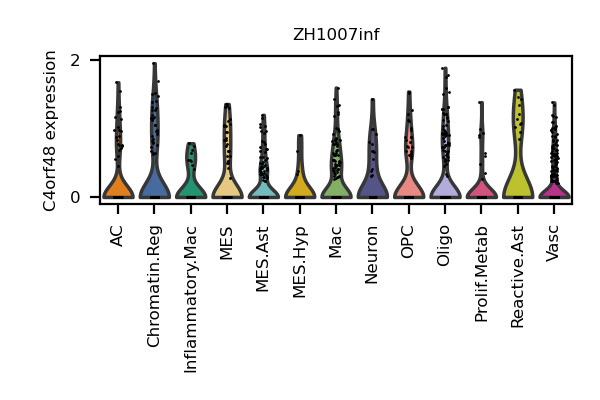 ZH1007inf
C4orf48 expression
2
0
AC
Chromatin.Reg
Inflammatory.Mac
MES
MES.Ast
MES.Hyp
Mac
Neuron
OPC
Oligo
Prolif.Metab
Reactive.Ast
Vasc